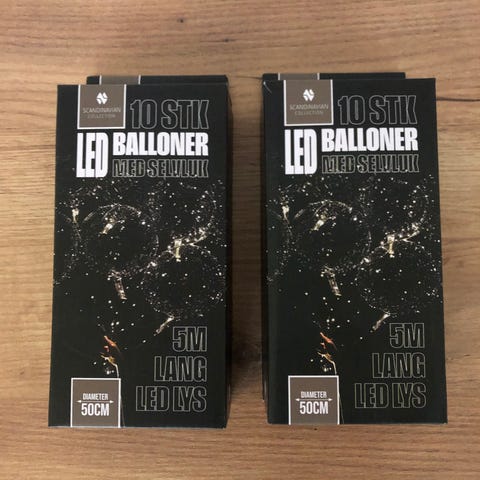 SCANDINAVIAN
COLLECTION
10 STK
LED BALLONER
MED SELVLUK
5M
LANG
LED LYS
DIAMETER
50CM
SCANDINAVIAN
COLLECTION
10 STK
LED BALLONER
MED SELVLUK
5M
LANG
LED LYS
DIAMETER
50CM